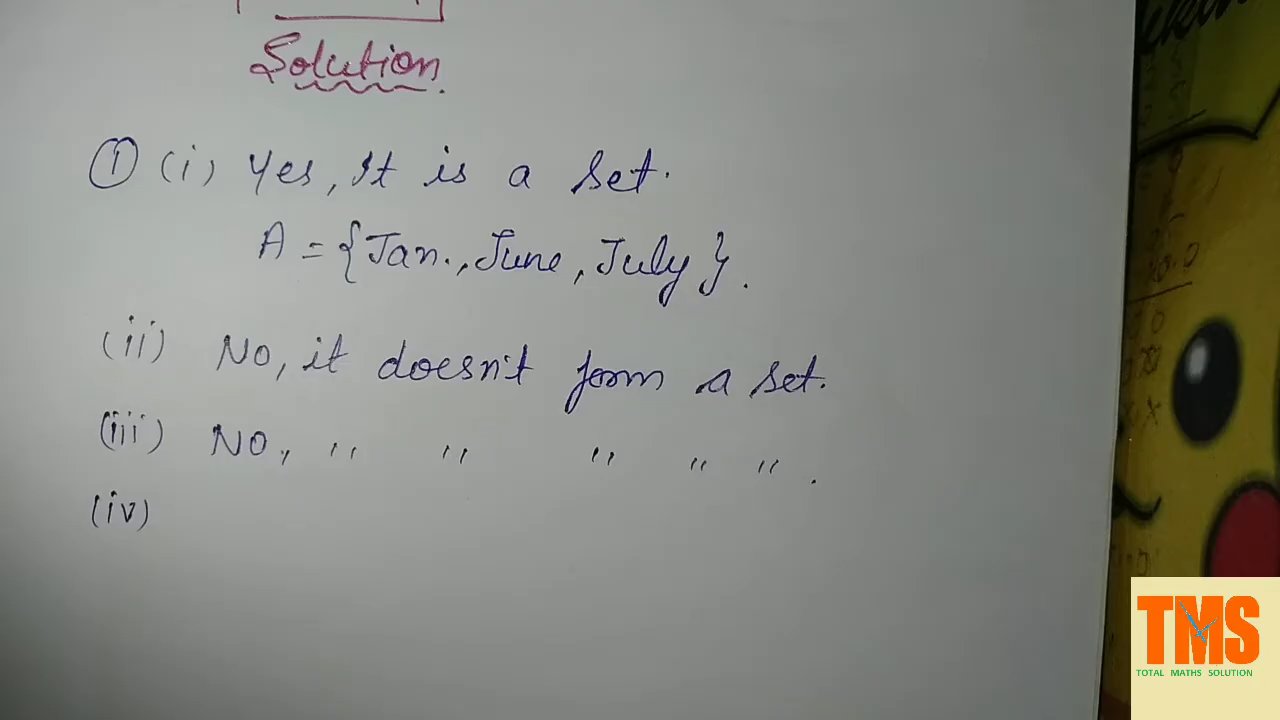 Solution.
① (i) Yes, It is a Set.
A = {Jan., June, July}.
(ii) No, it doesn't form a set.
(iii) No, " " " " " .
(iv)
TMS
TOTAL MATHS SOLUTION